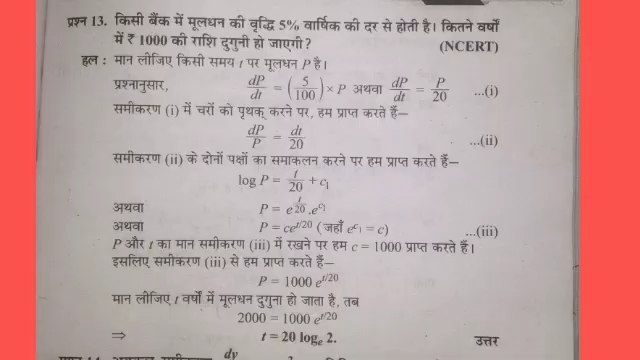 प्रश्न 13. किसी बैंक में मूलधन की वृद्धि 5% वार्षिक की दर से होती है। कितने वर्षों
में ₹ 1000 की राशि दुगुनी हो जाएगी? (NCERT)
हल : मान लीजिए किसी समय t पर मूलधन P है।
प्रश्नानुसार, dP/dt = (5/100) × P अथवा dP/dt = P/20 ...(i)
समीकरण (i) में चरों को पृथक् करने पर, हम प्राप्त करते हैं—
dP/P = dt/20 ...(ii)
समीकरण (ii) के दोनों पक्षों का समाकलन करने पर हम प्राप्त करते हैं—
log P = t/20 + c₁
अथवा P = e^(t/20) . e^(c₁)
अथवा P = ce^(t/20) (जहाँ e^(c₁) = c) ...(iii)
P और t का मान समीकरण (iii) में रखने पर हम c = 1000 प्राप्त करते हैं।
इसलिए समीकरण (iii) से हम प्राप्त करते हैं—
P = 1000 e^(t/20)
मान लीजिए t वर्षों में मूलधन दुगुना हो जाता है, तब
2000 = 1000 e^(t/20)
⇒ t = 20 logₑ 2. उत्तर